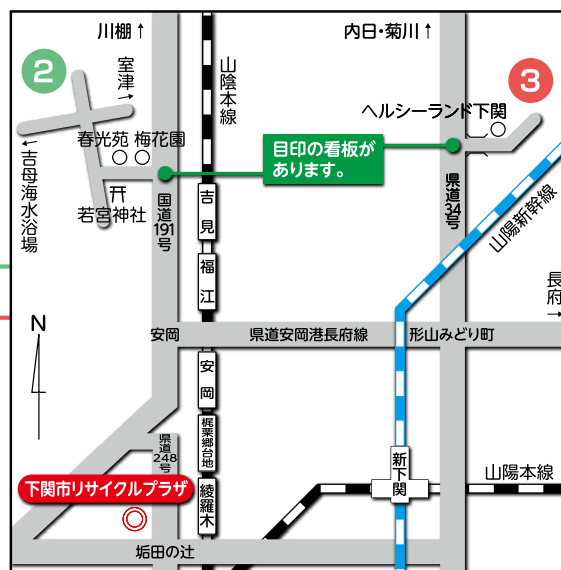 川棚↑
内日・菊川↑
2
室津→
山陰本線
3
ヘルシーランド下関
春光苑 梅花園
目印の看板が
あります。
←吉母海水浴場
若宮神社
国道191号
吉見
県道34号
山陽新幹線
福江
長府→
N
安岡
県道安岡港長府線
形山みどり町
安岡
梶栗郷台地
県道248号
新下関
山陽本線
下関市リサイクルプラザ
綾羅木
垢田の辻